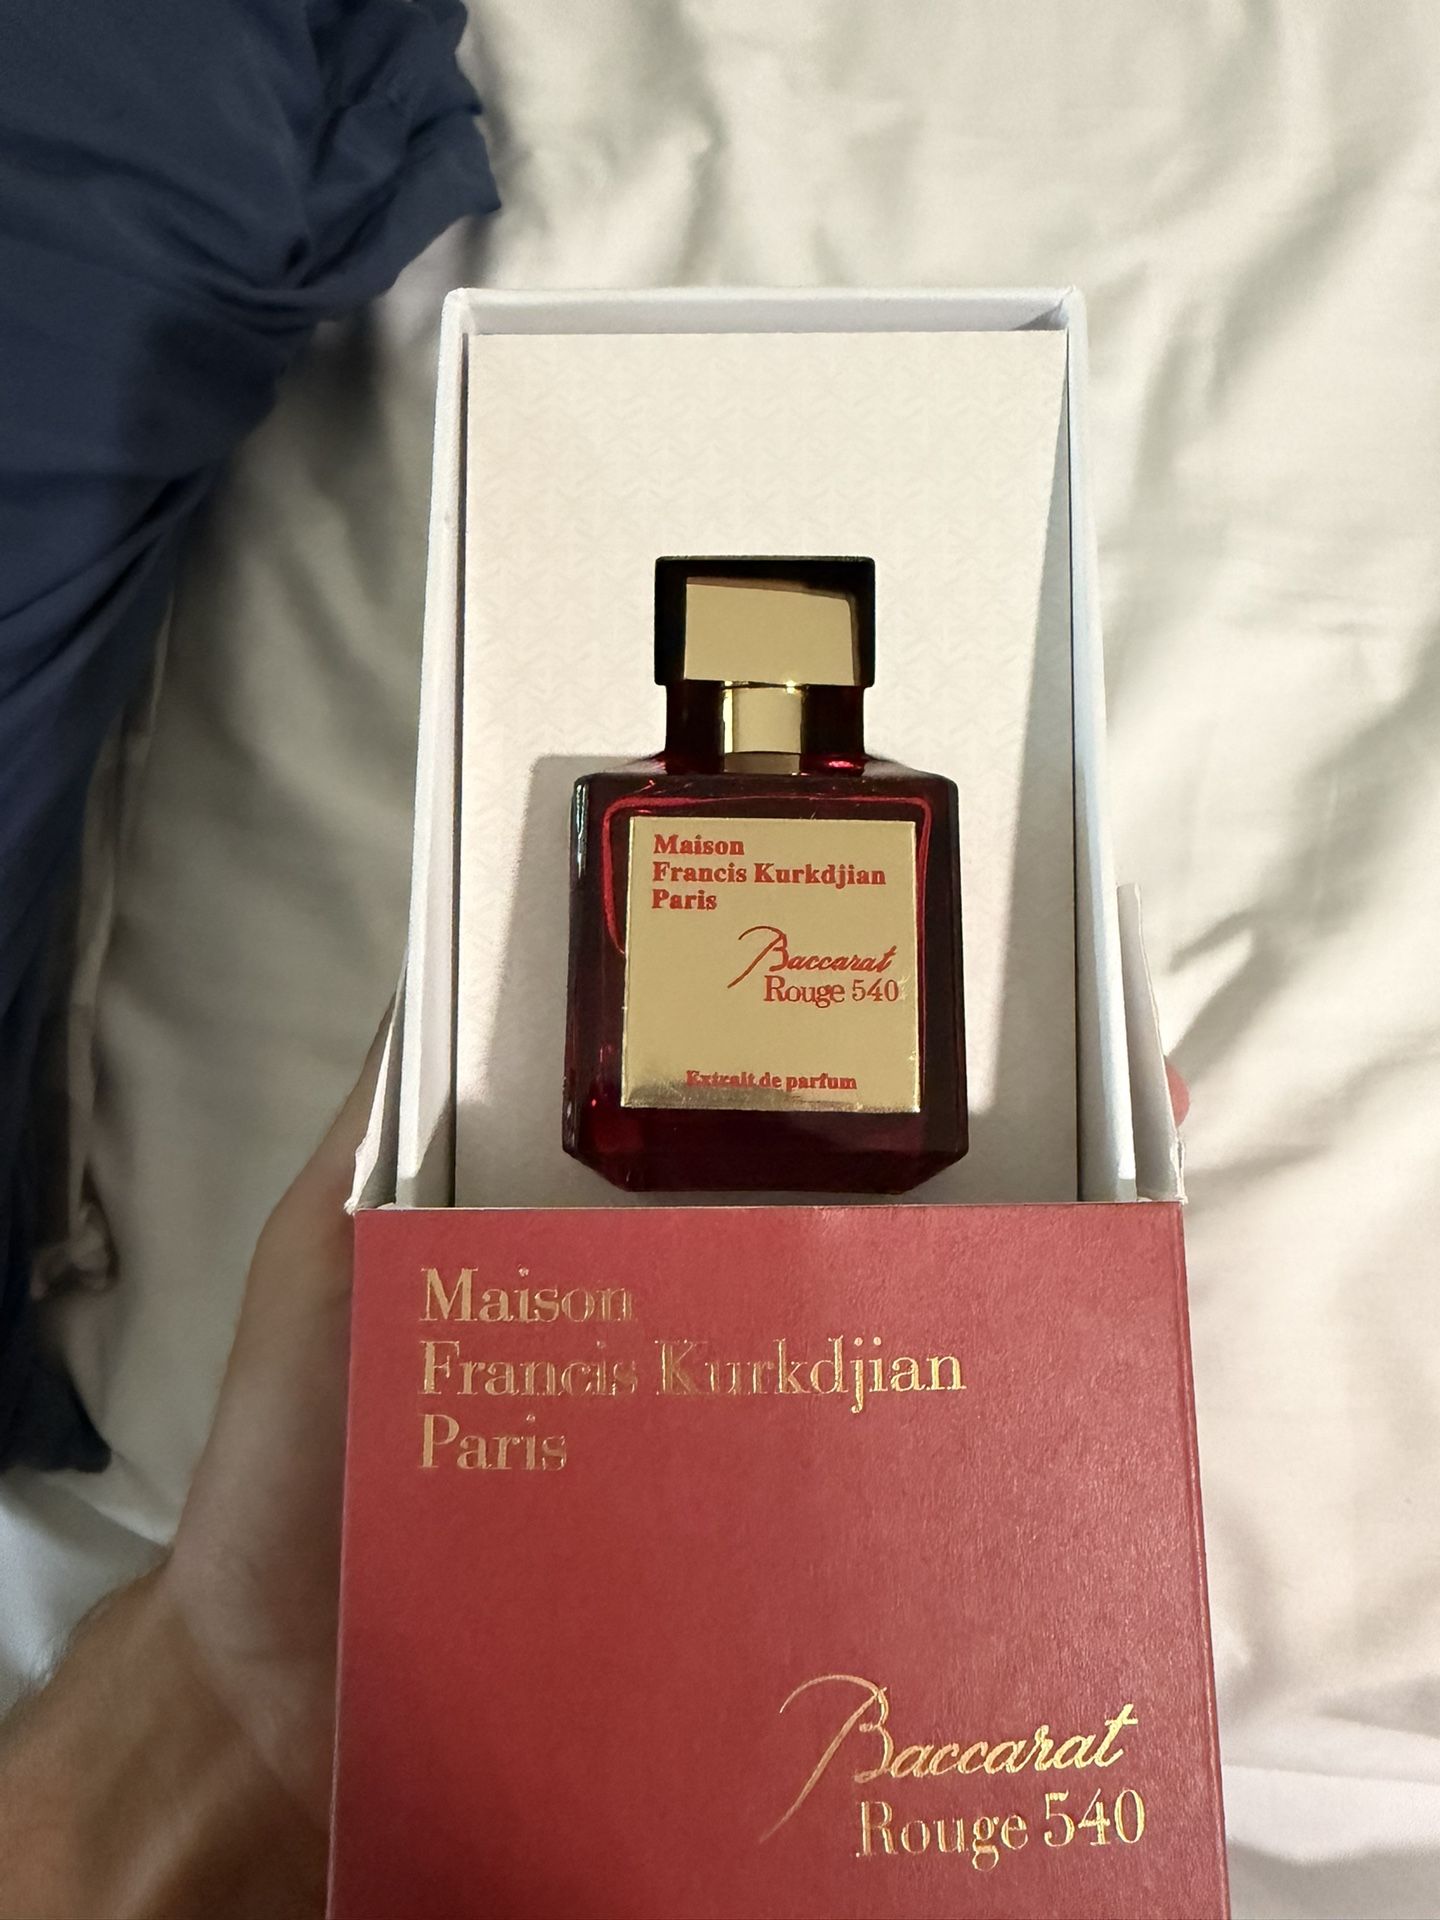 Maison
Francis Kurkdjian
Paris
Baccarat
Rouge 540
Extrait de parfum
Maison
Francis Kurkdjian
Paris
Baccarat
Rouge 540